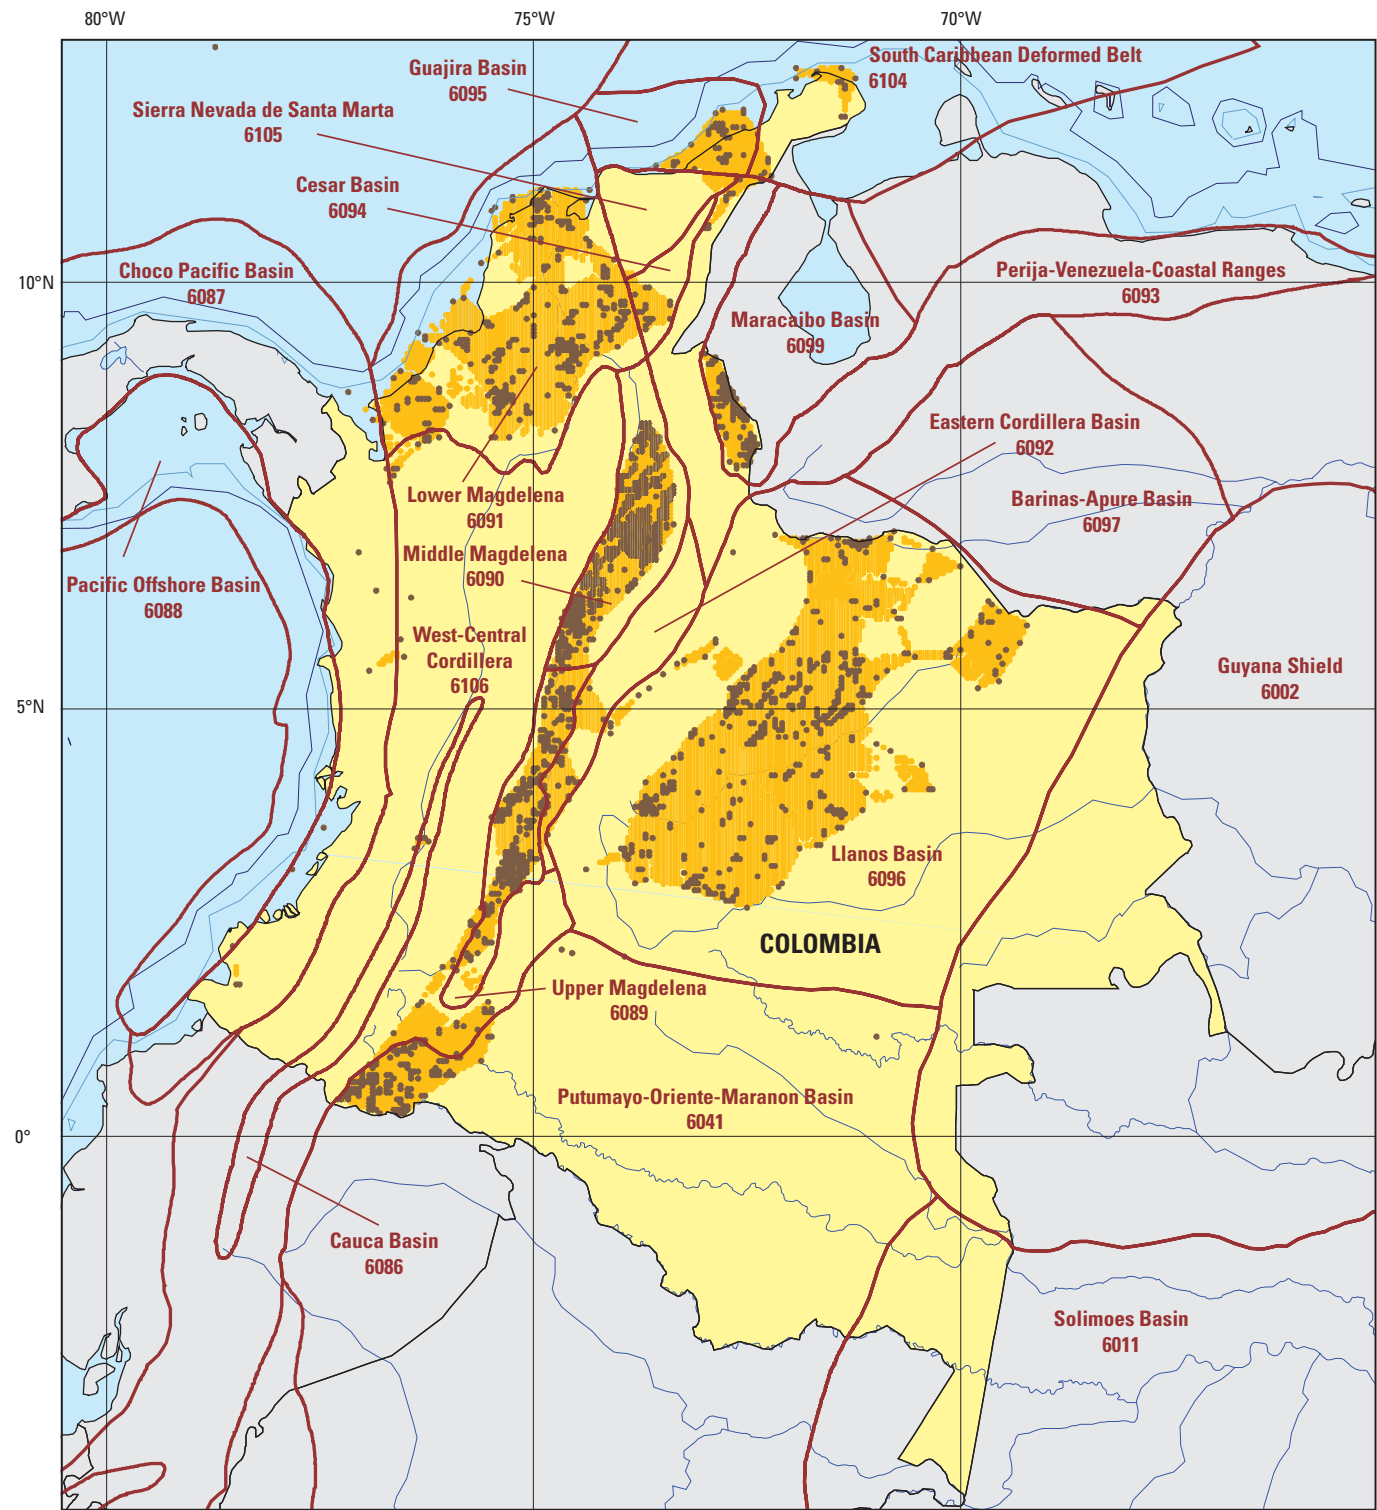 80°W
75°W
70°W
South Caribbean Deformed Belt
6104
Guajira Basin
6095
Sierra Nevada de Santa Marta
6105
Cesar Basin
6094
Choco Pacific Basin
6087
10°N
Perija-Venezuela-Coastal Ranges
6093
Maracaibo Basin
6099
Eastern Cordillera Basin
6092
Lower Magdelena
6091
Barinas-Apure Basin
6097
Middle Magdelena
6090
Pacific Offshore Basin
6088
West-Central
Cordillera
6106
Guyana Shield
6002
5°N
Llanos Basin
6096
COLOMBIA
Upper Magdelena
6089
Putumayo-Oriente-Maranon Basin
6041
0°
Cauca Basin
6086
Solimoes Basin
6011